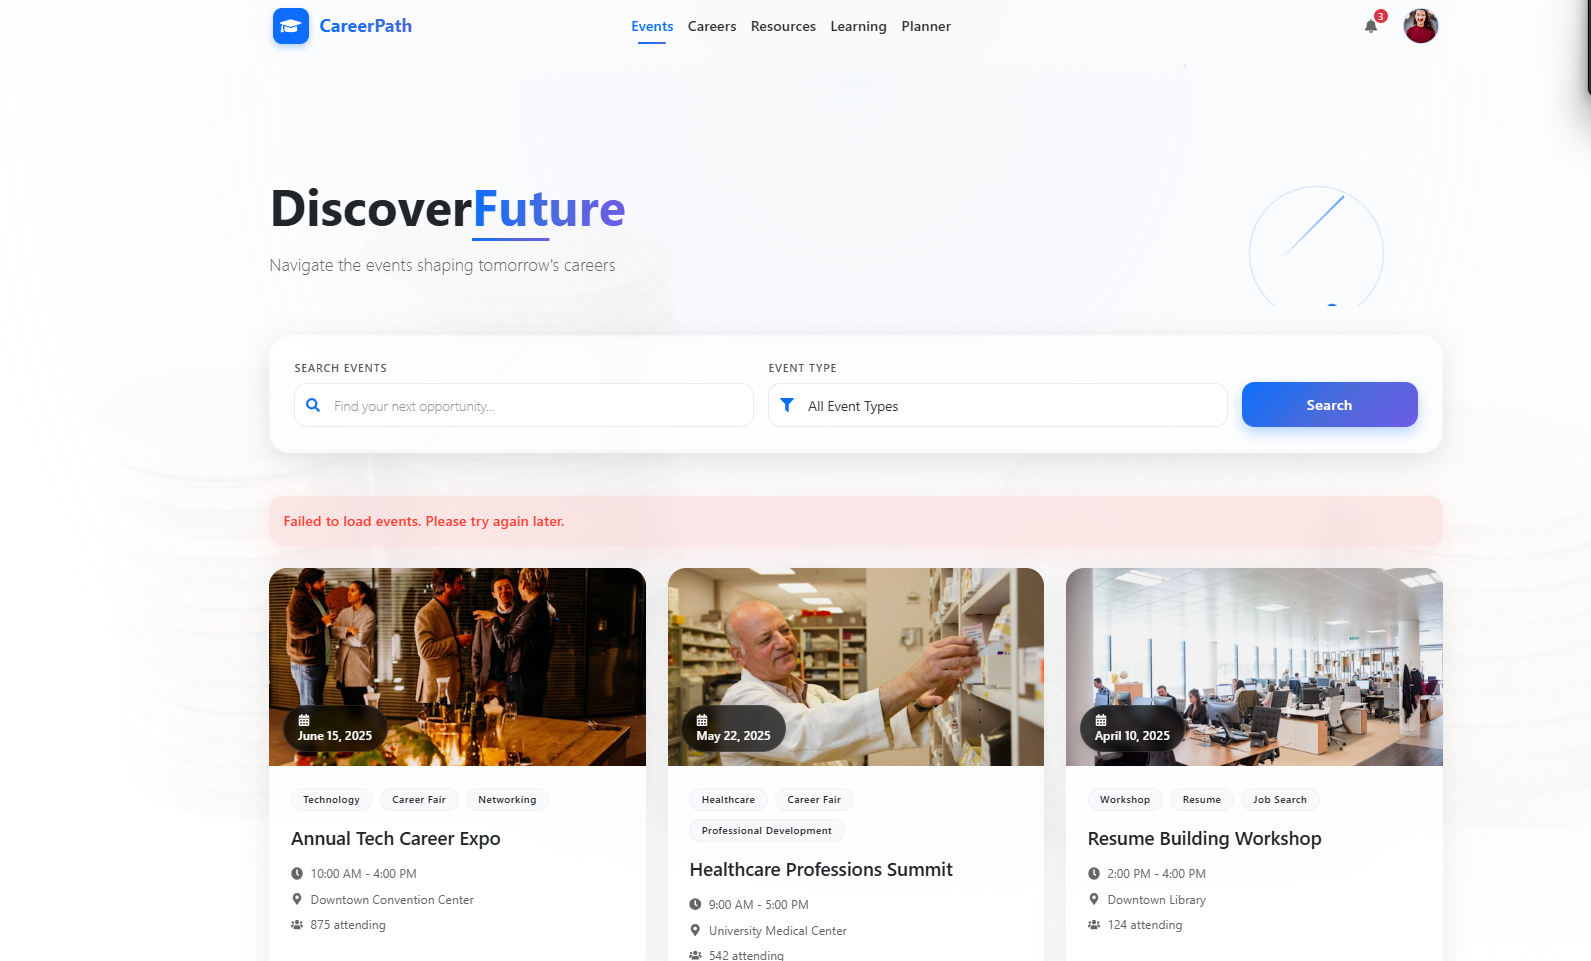 CareerPath
Events Careers Resources Learning Planner
3
DiscoverFuture
Navigate the events shaping tomorrow's careers
SEARCH EVENTS
EVENT TYPE
Find your next opportunity...
All Event Types
Search
Failed to load events. Please try again later.
June 15, 2025
May 22, 2025
April 10, 2025
Technology Career Fair Networking
Annual Tech Career Expo
10:00 AM - 4:00 PM
Downtown Convention Center
875 attending
Healthcare Career Fair
Professional Development
Healthcare Professions Summit
9:00 AM - 5:00 PM
University Medical Center
542 attending
Workshop Resume Job Search
Resume Building Workshop
2:00 PM - 4:00 PM
Downtown Library
124 attending